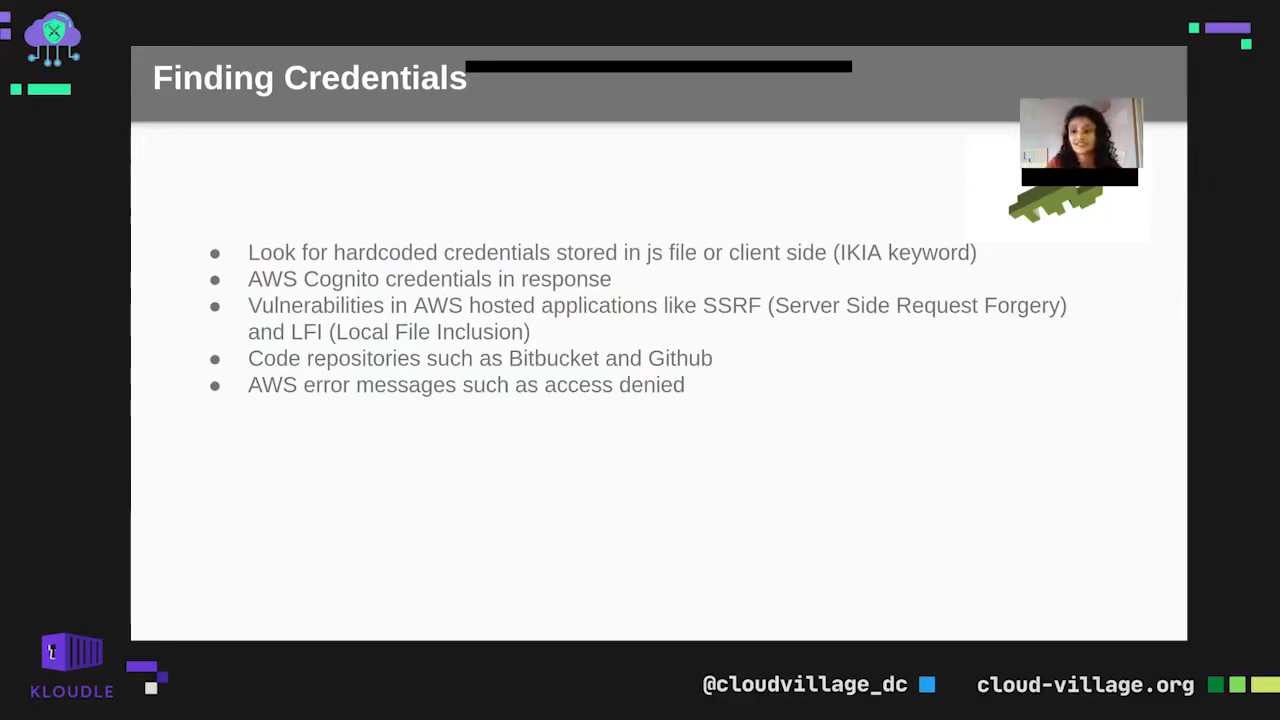 Finding Credentials
● Look for hardcoded credentials stored in js file or client side (IKIA keyword)
● AWS Cognito credentials in response
● Vulnerabilities in AWS hosted applications like SSRF (Server Side Request Forgery)
and LFI (Local File Inclusion)
● Code repositories such as Bitbucket and Github
● AWS error messages such as access denied
KLOUDLE
@cloudvillage_dc
cloud-village.org